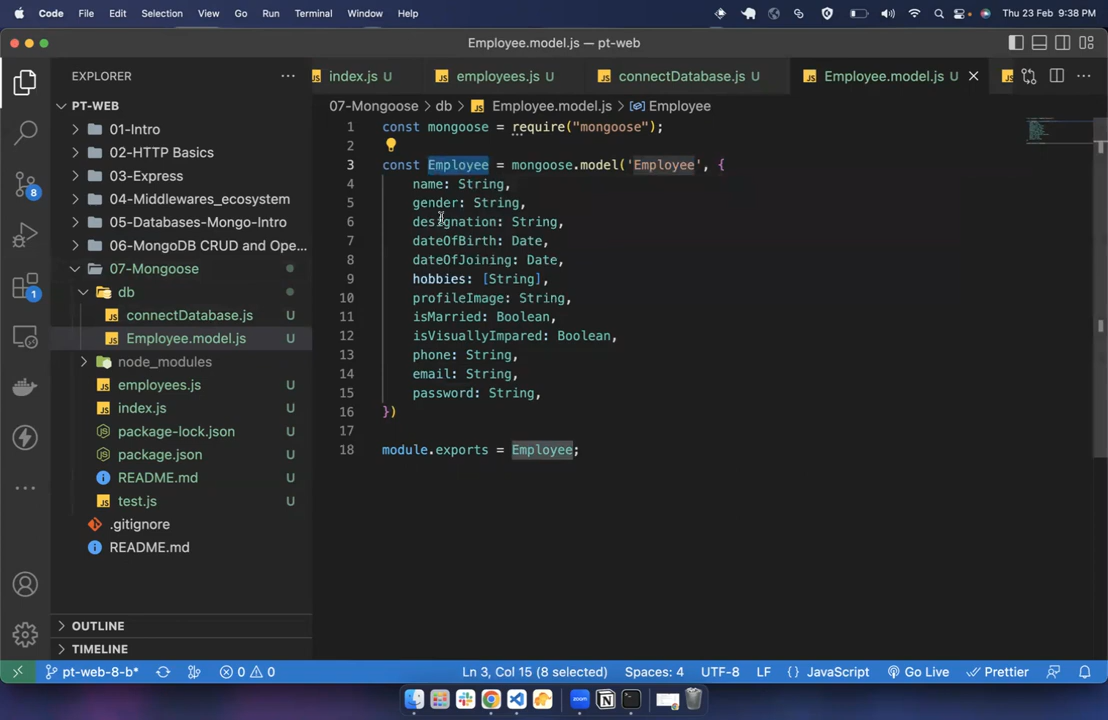 Code File Edit Selection View Go Run Terminal Window Help Thu 23 Feb 9:38 PM
Employee.model.js — pt-web
EXPLORER
index.js U employees.js U connectDatabase.js U Employee.model.js U
PT-WEB
07-Mongoose db Employee.model.js Employee
01-Intro
02-HTTP Basics
03-Express
04-Middlewares_ecosystem
05-Databases-Mongo-Intro
06-MongoDB CRUD and Ope...
07-Mongoose
db
connectDatabase.js U
Employee.model.js U
node_modules
employees.js U
index.js U
package-lock.json U
package.json U
README.md U
test.js U
.gitignore
README.md
OUTLINE
TIMELINE
8
1
1 const mongoose = require("mongoose");
2
3 const Employee = mongoose.model('Employee', {
4 name: String,
5 gender: String,
6 designation: String,
7 dateOfBirth: Date,
8 dateOfJoining: Date,
9 hobbies: [String],
10 profileImage: String,
11 isMarried: Boolean,
12 isVisuallyImpared: Boolean,
13 phone: String,
14 email: String,
15 password: String,
16 })
17
18 module.exports = Employee;
pt-web-8-b* 0 0 Ln 3, Col 15 (8 selected) Spaces: 4 UTF-8 LF {} JavaScript Go Live Prettier